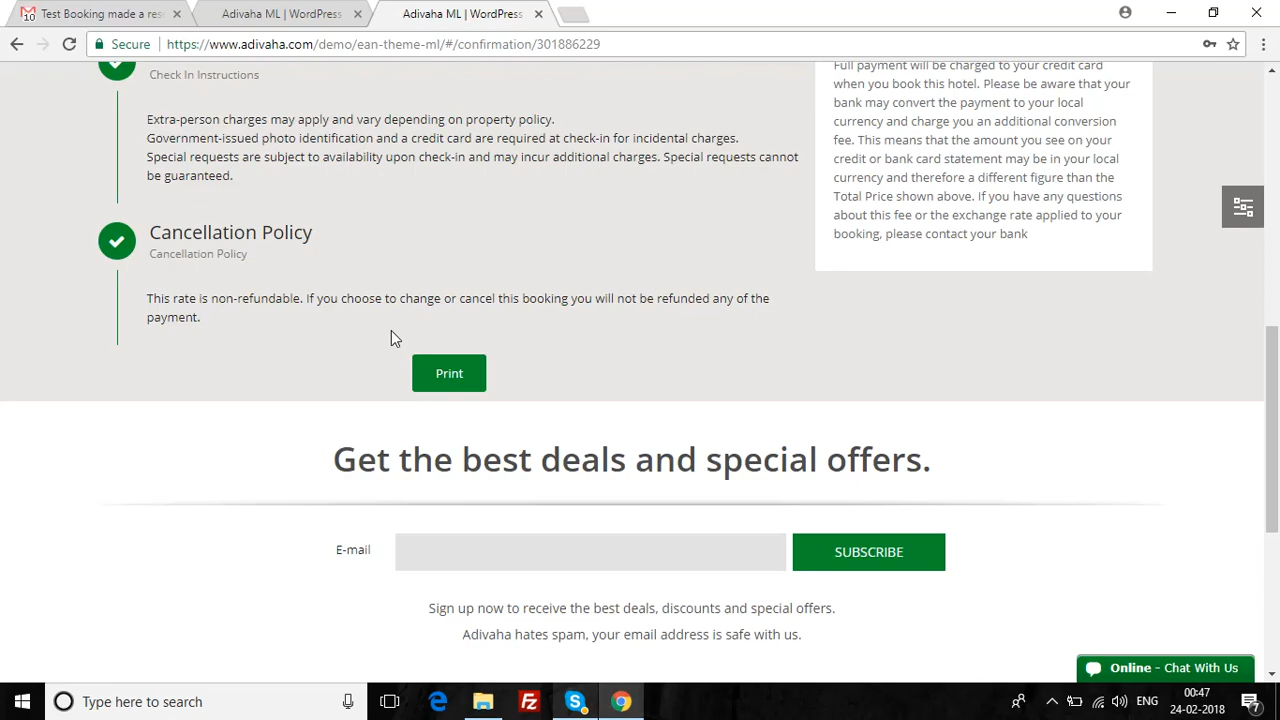 Test Booking made a res
Adivaha ML | WordPress
Adivaha ML | WordPress
10
Secure
https://www.adivaha.com/demo/ean-theme-ml/#/confirmation/301886229
Check In Instructions
Extra-person charges may apply and vary depending on property policy.
Government-issued photo identification and a credit card are required at check-in for incidental charges.
Special requests are subject to availability upon check-in and may incur additional charges. Special requests cannot
be guaranteed.
Cancellation Policy
Cancellation Policy
This rate is non-refundable. If you choose to change or cancel this booking you will not be refunded any of the
payment.
Print
Full payment will be charged to your credit card
when you book this hotel. Please be aware that your
bank may convert the payment to your local
currency and charge you an additional conversion
fee. This means that the amount you see on your
credit or bank card statement may be in your local
currency and therefore a different figure than the
Total Price shown above. If you have any questions
about this fee or the exchange rate applied to your
booking, please contact your bank
Get the best deals and special offers.
E-mail
SUBSCRIBE
Sign up now to receive the best deals, discounts and special offers.
Adivaha hates spam, your email address is safe with us.
Online - Chat With Us
Type here to search
ENG
00:47
24-02-2018
7